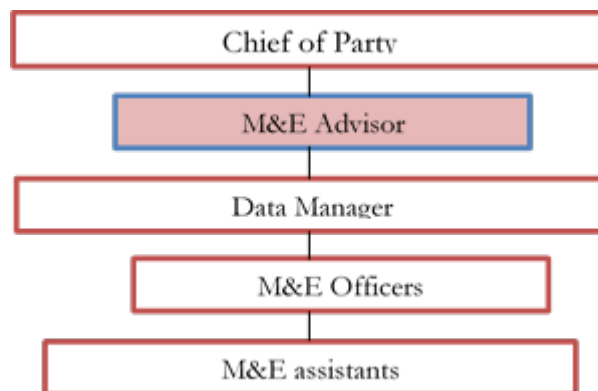 Chief of Party
M&E Advisor
Data Manager
M&E Officers
M&E assistants